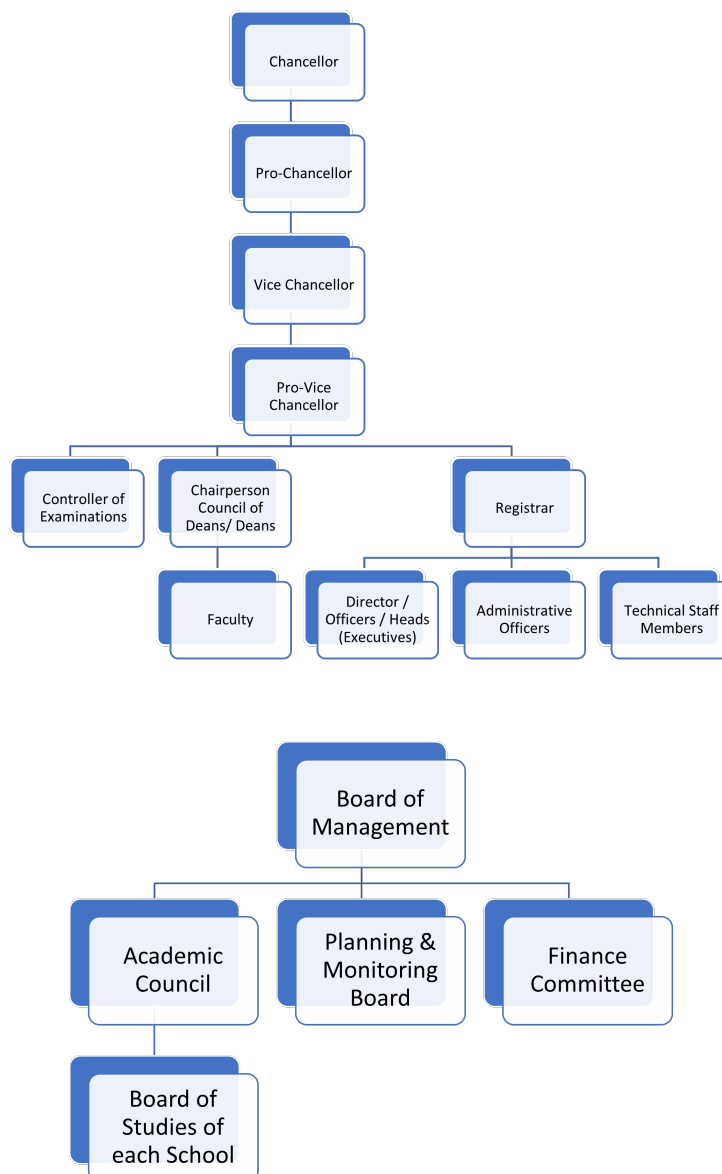 Chancellor
Pro-Chancellor
Vice Chancellor
Pro-Vice
Chancellor
Controller of
Examinations
Chairperson
Council of
Deans/ Deans
Registrar
Faculty
Director /
Officers / Heads
(Executives)
Administrative
Officers
Technical Staff
Members
Board of
Management
Academic
Council
Planning &
Monitoring
Board
Finance
Committee
Board of
Studies of
each School